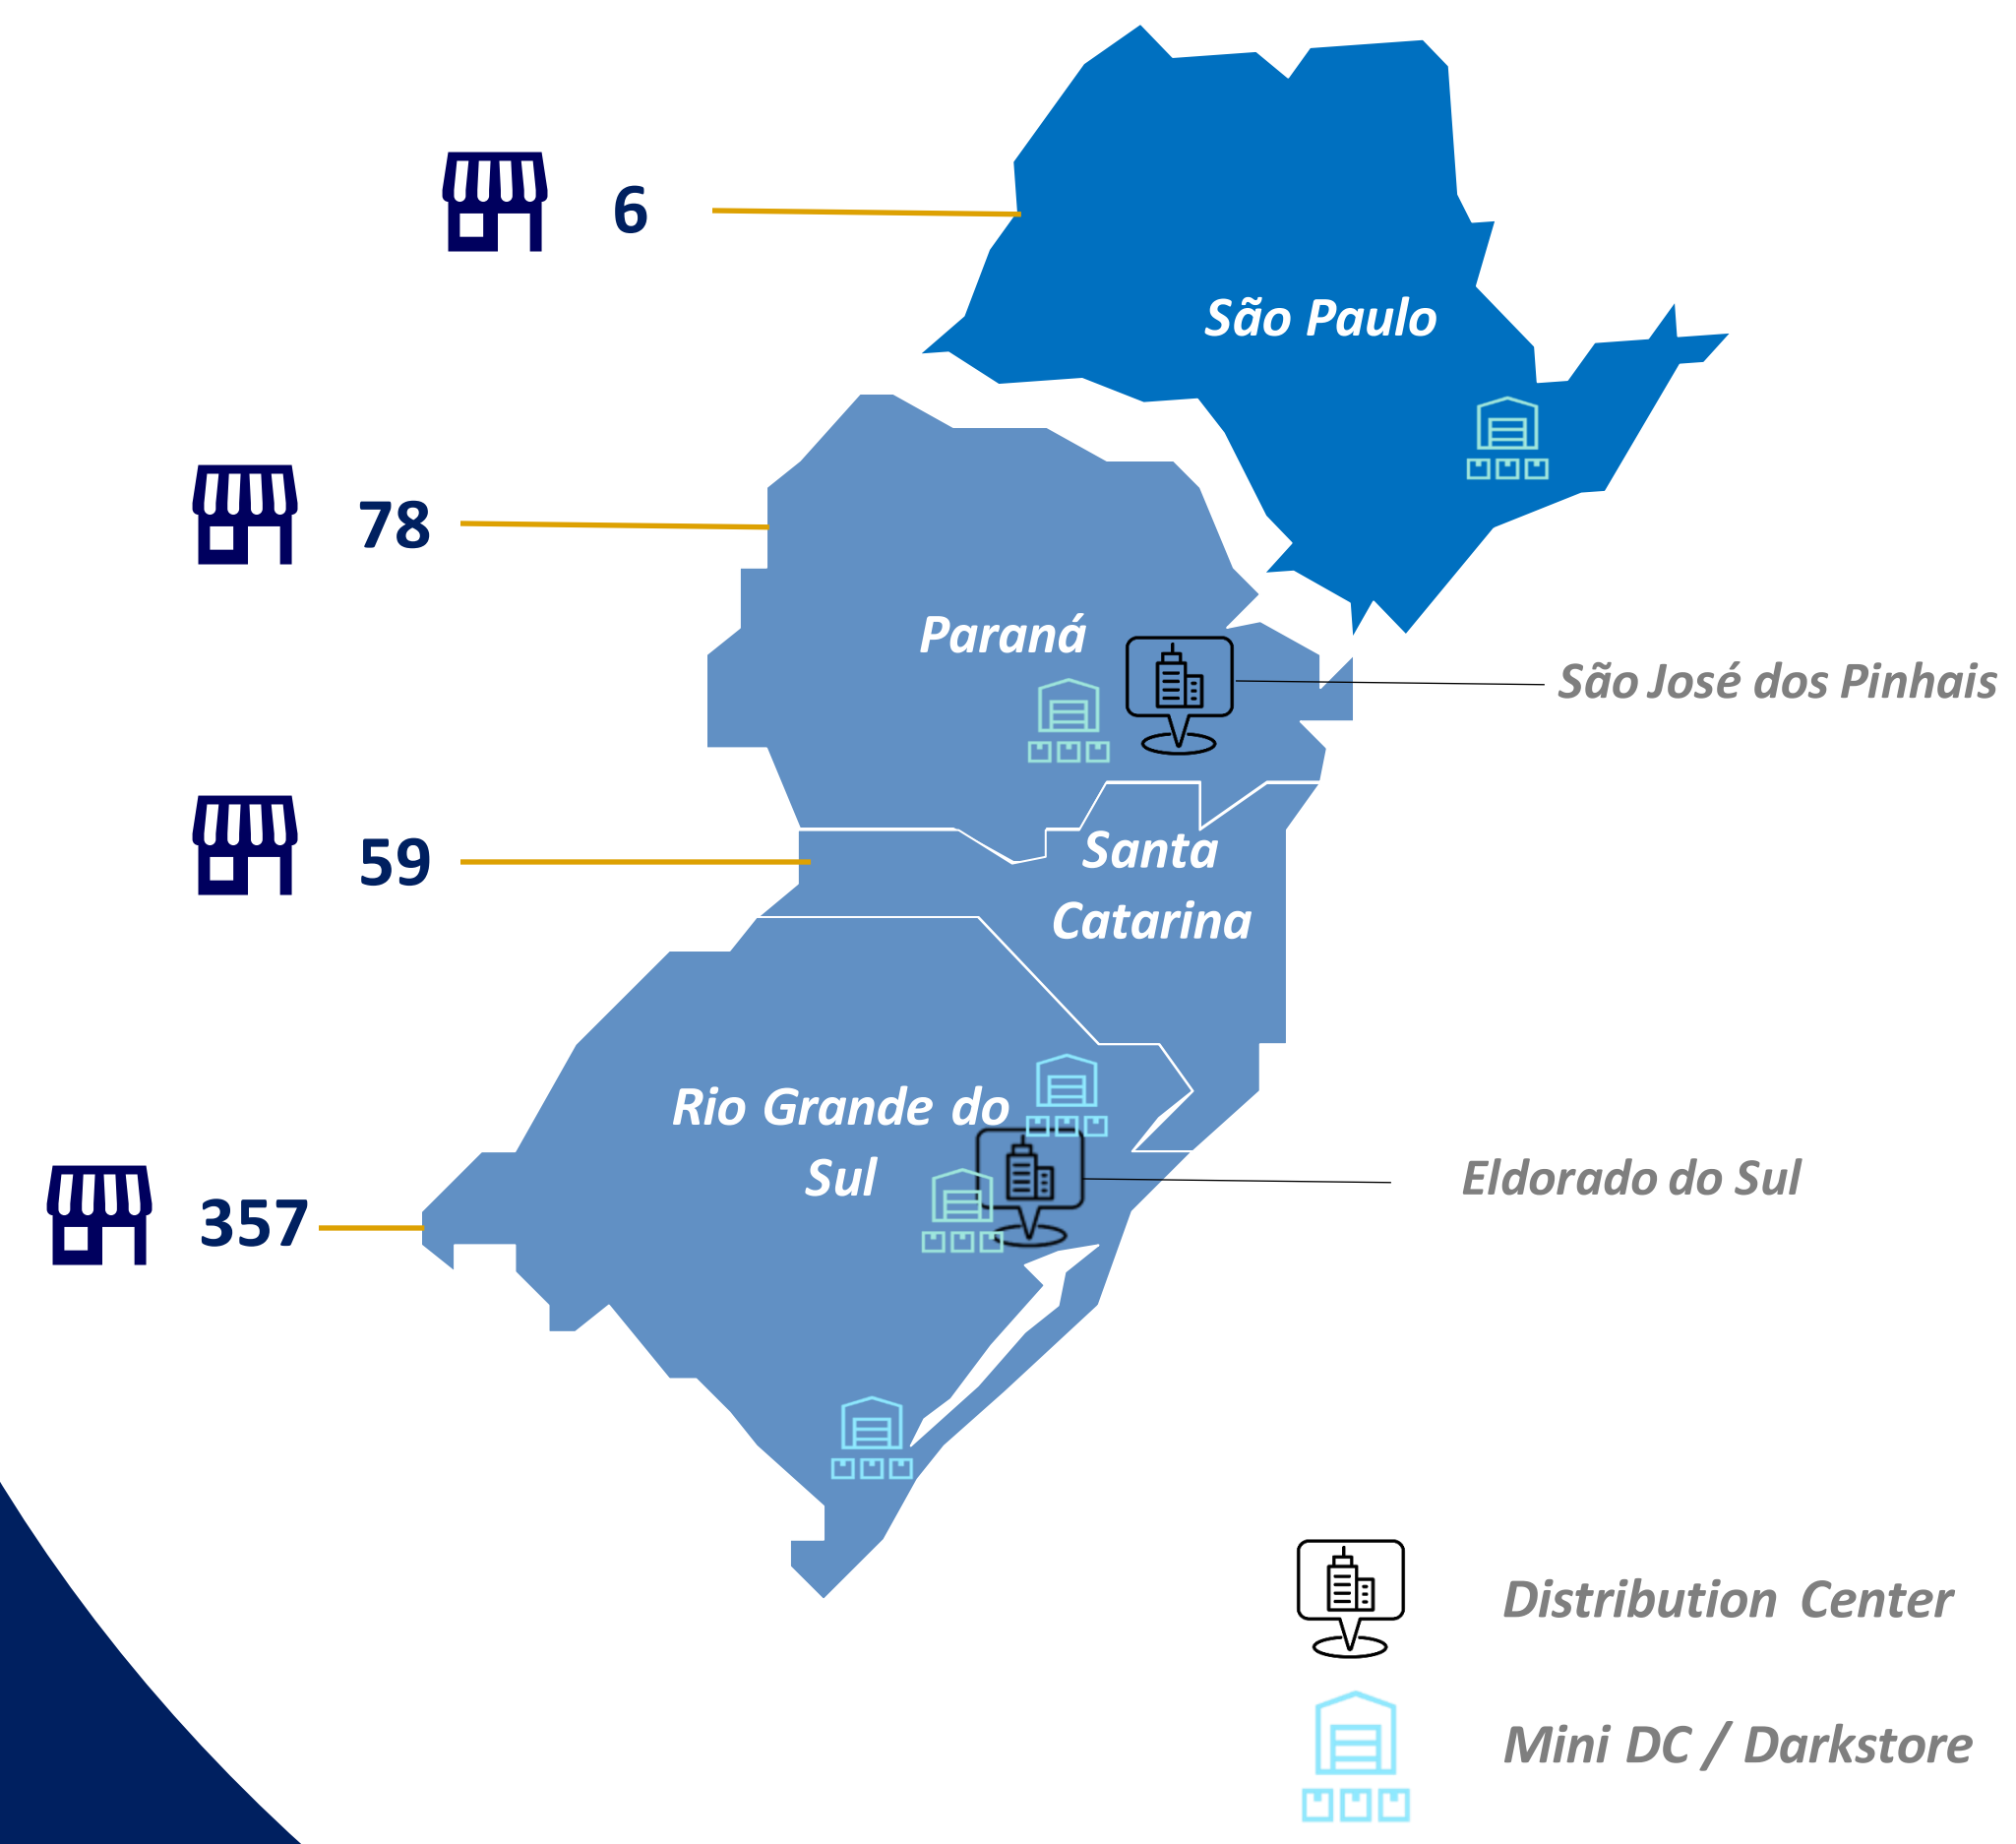 6
São Paulo
78
Paraná
São José dos Pinhais
59
Santa
Catarina
Rio Grande do
Sul
Eldorado do Sul
357
Distribution Center
Mini DC / Darkstore